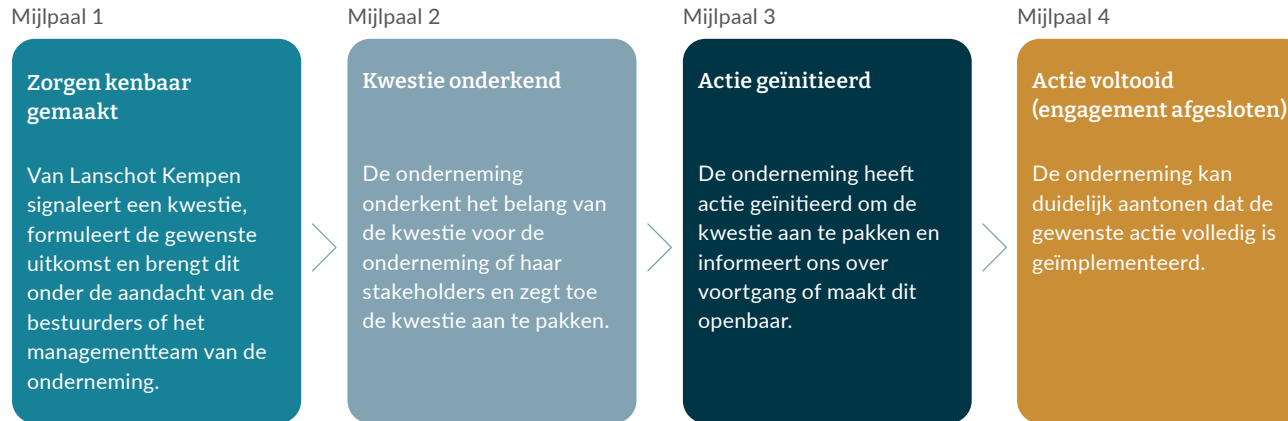 Mijlpaal 1
Zorgen kenbaar
gemaakt
Van Lanschot Kempen
signaleert een kwestie,
formuleert de gewenste
uitkomst en brengt dit
onder de aandacht van de
bestuurders of het
managementteam van de
onderneming.
Mijlpaal 2
Kwestie onderkend
De onderneming
onderkent het belang van
de kwestie voor de
onderneming of haar
stakeholders en zegt toe
de kwestie aan te pakken.
Mijlpaal 3
Actie geïnitieerd
De onderneming heeft
actie geïnitieerd om de
kwestie aan te pakken en
informeert ons over
voortgang of maakt dit
openbaar.
Mijlpaal 4
Actie voltooid
(engagement afgesloten)
De onderneming kan
duidelijk aantonen dat de
gewenste actie volledig is
geïmplementeerd.